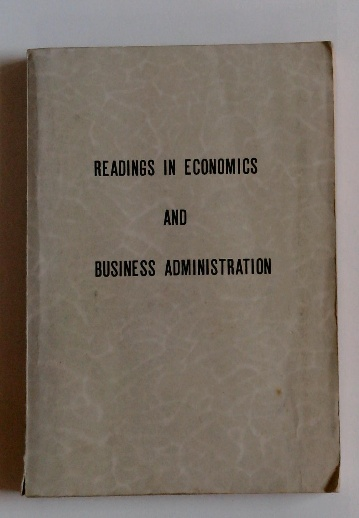 READINGS IN ECONOMICS
AND
BUSINESS ADMINISTRATION